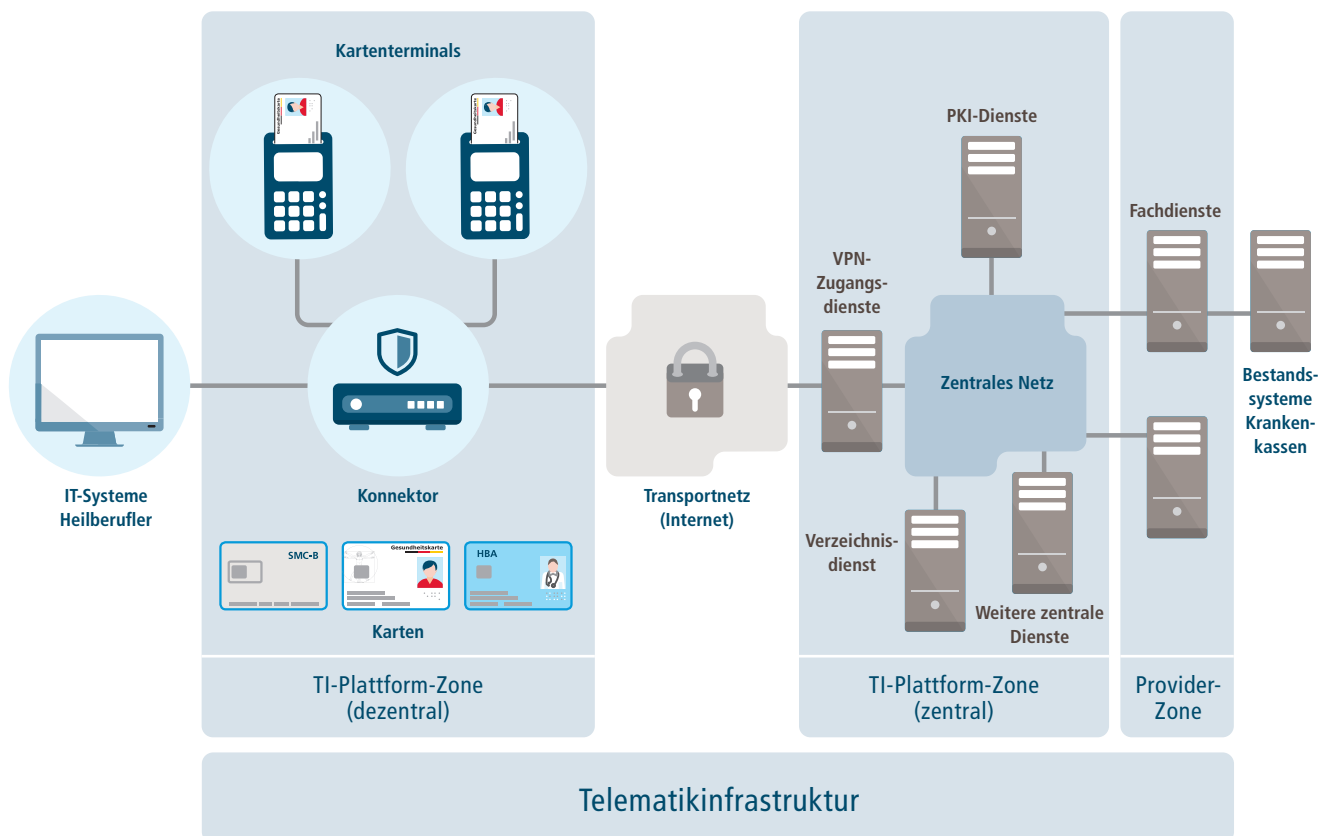 Kartenterminals
Gesundheitskarte
Gesundheitskarte
PKI-Dienste
Fachdienste
VPN-
Zugangs-
dienste
Zentrales Netz
Bestands-
systeme
Kranken-
kassen
IT-Systeme
Heilberufler
Konnektor
Transportnetz
(Internet)
Verzeichnis-
dienst
Weitere zentrale
Dienste
SMC-B
Gesundheitskarte
HBA
Karten
TI-Plattform-Zone
(dezentral)
TI-Plattform-Zone
(zentral)
Provider-
Zone
Telematikinfrastruktur